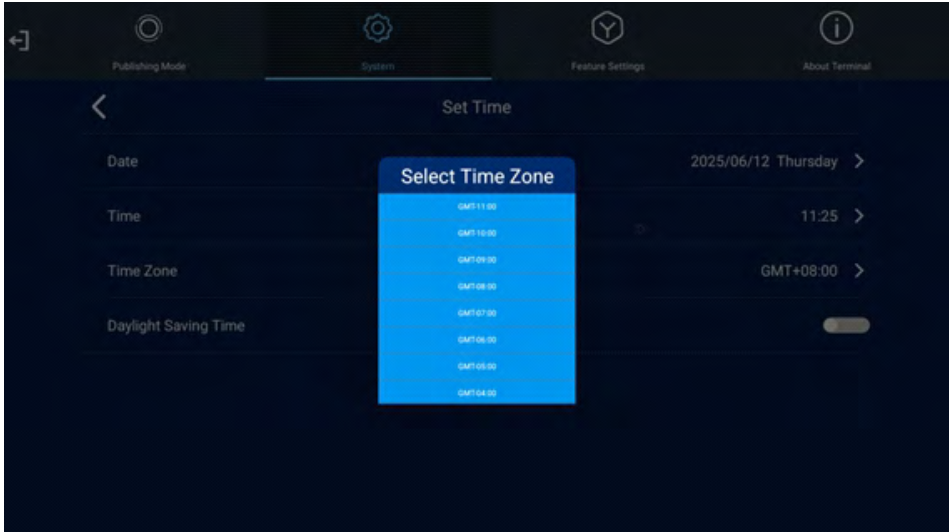 Publishing Mode
System
Feature Settings
About Terminal
Set Time
Date
2025/06/12 Thursday
Select Time Zone
Time
11:25
Time Zone
GMT+08:00
Daylight Saving Time
GMT-11:00
GMT-10:00
GMT-09:00
GMT-08:00
GMT-07:00
GMT-06:00
GMT-05:00
GMT-04:00